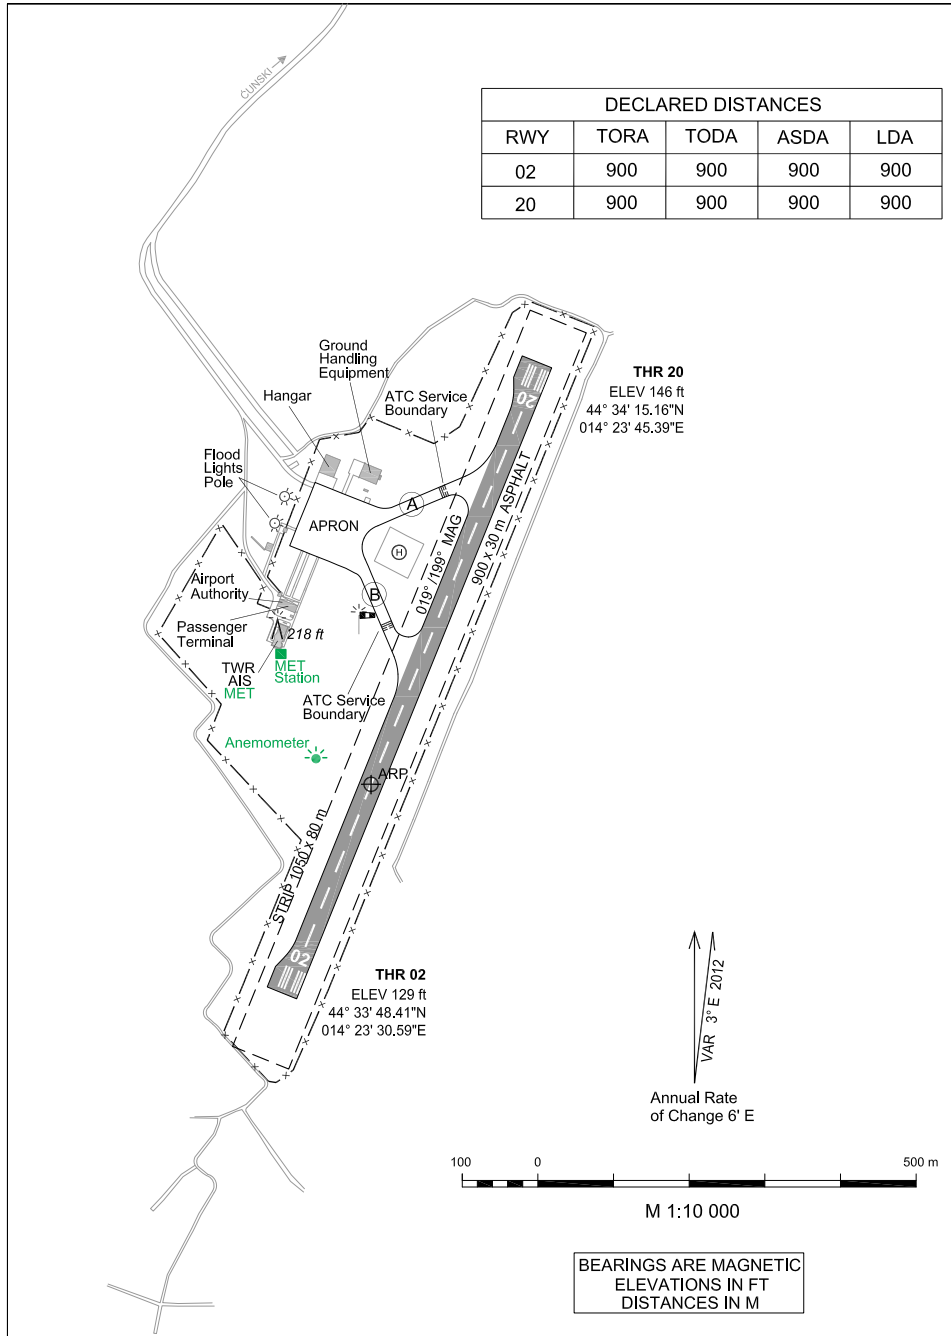 ĆUNSKI
DECLARED DISTANCES
RWY TORA TODA ASDA LDA
02 900 900 900 900
20 900 900 900 900
Ground
Handling
Equipment
Hangar
ATC Service
Boundary
THR 20
ELEV 146 ft
44° 34' 15.16"N
014° 23' 45.39"E
20
Flood
Lights
Pole
A
APRON
H
019° /199° MAG
900 x 30 m ASPHALT
Airport
Authority
B
Passenger
Terminal
218 ft
TWR
AIS
MET
MET
Station
ATC Service
Boundary
Anemometer
ARP
STRIP 1050 x 80 m
02
THR 02
ELEV 129 ft
44° 33' 48.41"N
014° 23' 30.59"E
VAR 3° E 2012
Annual Rate
of Change 6' E
100 0 500 m
M 1:10 000
BEARINGS ARE MAGNETIC
ELEVATIONS IN FT
DISTANCES IN M